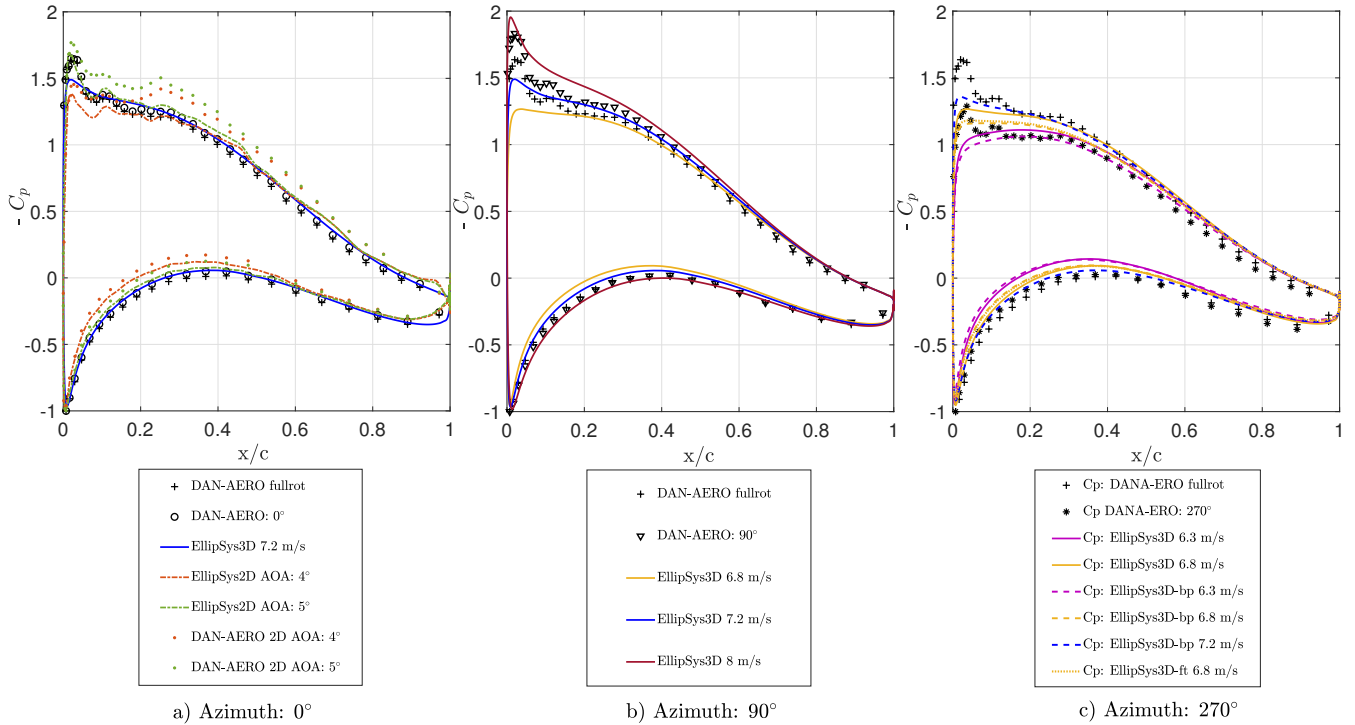 - Cp
2
1.5
1
0.5
0
-0.5
-1
0 0.2 0.4 0.6 0.8 1
x/c
DAN-AERO fullrot
DAN-AERO: 0°
EllipSys3D 7.2 m/s
EllipSys2D AOA: 4°
EllipSys2D AOA: 5°
DAN-AERO 2D AOA: 4°
DAN-AERO 2D AOA: 5°
a) Azimuth: 0°
- Cp
2
1.5
1
0.5
0
-0.5
-1
0 0.2 0.4 0.6 0.8 1
x/c
DAN-AERO fullrot
DAN-AERO: 90°
EllipSys3D 6.8 m/s
EllipSys3D 7.2 m/s
EllipSys3D 8 m/s
b) Azimuth: 90°
- Cp
2
1.5
1
0.5
0
-0.5
-1
0 0.2 0.4 0.6 0.8 1
x/c
Cp: DANA-ERO fullrot
Cp DANA-ERO: 270°
Cp: EllipSys3D 6.3 m/s
Cp: EllipSys3D 6.8 m/s
Cp: EllipSys3D-bp 6.3 m/s
Cp: EllipSys3D-bp 6.8 m/s
Cp: EllipSys3D-bp 7.2 m/s
Cp: EllipSys3D-ft 6.8 m/s
c) Azimuth: 270°